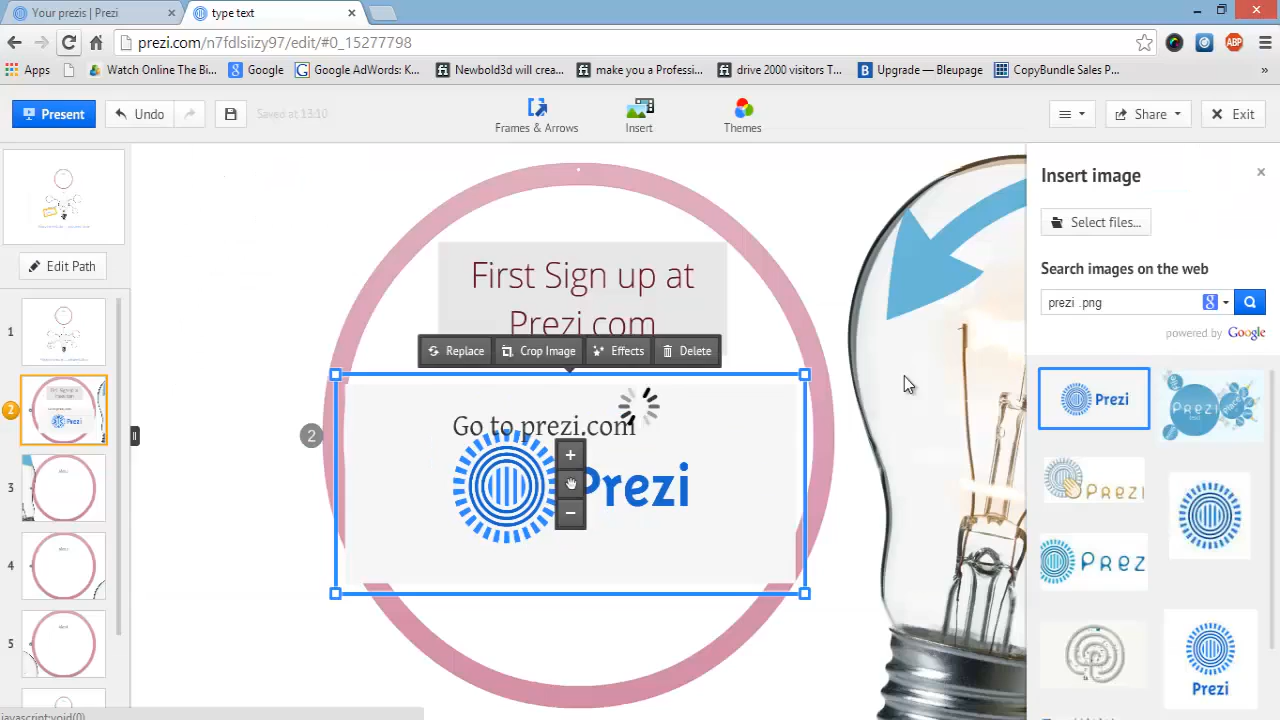 Your prezis | Prezi
type text
prezi.com/n7fdlsiizy97/edit/#0_15277798
Apps
Watch Online The Bi...
Google
Google AdWords: K...
Newbold3d will crea...
make you a Professi...
drive 2000 visitors T...
Upgrade — Bleupage
CopyBundle Sales P...
»
Present
Undo
Saved at 13:10
Frames & Arrows
Insert
Themes
Share
Exit
Edit Path
1
2
3
4
5
First Sign up at
Prezi.com
Replace
Crop Image
Effects
Delete
2
Go to prezi.com
Prezi
Insert image
Select files...
Search images on the web
prezi .png
powered by Google
Prezi
PREZI
PREZI
PREZ
Prezi
javascript:void(0)